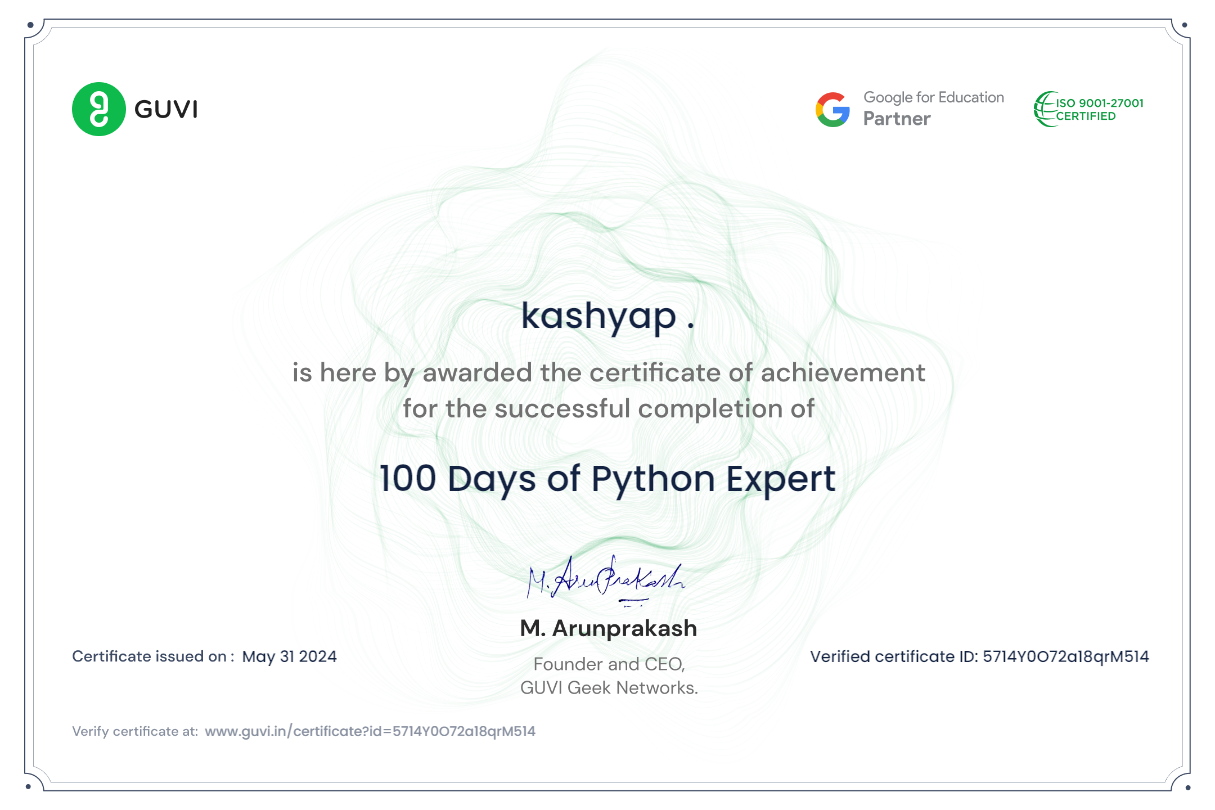 GUVI
Google for Education
Partner
ISO 9001-27001
CERTIFIED
kashyap .
is here by awarded the certificate of achievement
for the successful completion of
100 Days of Python Expert
M. ArunPrakash
M. Arunprakash
Founder and CEO,
GUVI Geek Networks.
Certificate issued on : May 31 2024
Verified certificate ID: 5714Y0O72a18qrM514
Verify certificate at: www.guvi.in/certificate?id=5714Y0O72a18qrM514